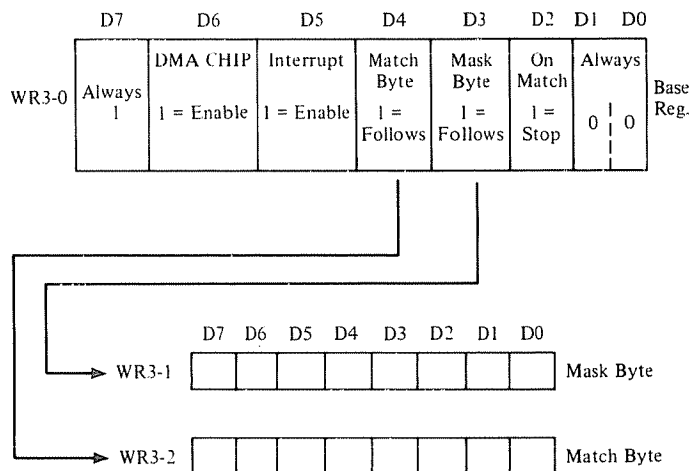 D7 D6 D5 D4 D3 D2 D1 D0
WR3-0
Always
1
DMA CHIP
1 = Enable
Interrupt
1 = Enable
Match
Byte
1 =
Follows
Mask
Byte
1 =
Follows
On
Match
1 =
Stop
Always
0 0
Base
Reg.
D7 D6 D5 D4 D3 D2 D1 D0
WR3-1
Mask Byte
WR3-2
Match Byte